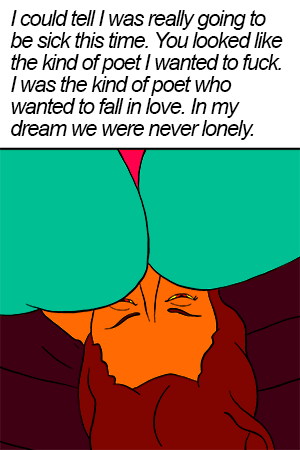 I could tell I was really going to
be sick this time. You looked like
the kind of poet I wanted to fuck.
I was the kind of poet who
wanted to fall in love. In my
dream we were never lonely.